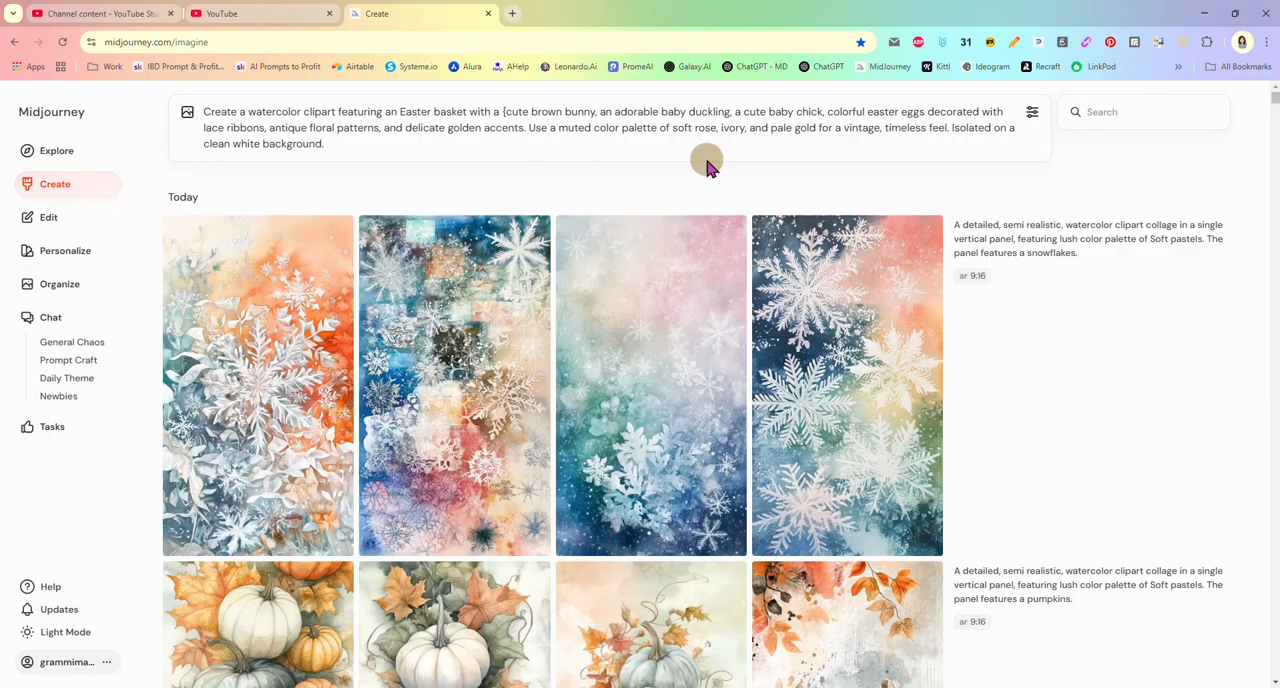 Channel content - YouTube Stu
YouTube
Create
midjourney.com/imagine
31
Apps
Work
IBD Prompt & Profit...
AI Prompts to Profit
Airtable
Systeme.io
Alura
AHelp
Leonardo.Ai
PromeAI
Galaxy.AI
ChatGPT - MD
ChatGPT
MidJourney
Kittl
Ideogram
Recraft
LinkPod
All Bookmarks
Midjourney
Explore
Create
Edit
Personalize
Organize
Chat
General Chaos
Prompt Craft
Daily Theme
Newbies
Tasks
Help
Updates
Light Mode
grammima...
Create a watercolor clipart featuring an Easter basket with a {cute brown bunny, an adorable baby duckling, a cute baby chick, colorful easter eggs decorated with
lace ribbons, antique floral patterns, and delicate golden accents. Use a muted color palette of soft rose, ivory, and pale gold for a vintage, timeless feel. Isolated on a
clean white background.
Search
Today
A detailed, semi realistic, watercolor clipart collage in a single
vertical panel, featuring lush color palette of Soft pastels. The
panel features a snowflakes.
ar 9:16
A detailed, semi realistic, watercolor clipart collage in a single
vertical panel, featuring lush color palette of Soft pastels. The
panel features a pumpkins.
ar 9:16